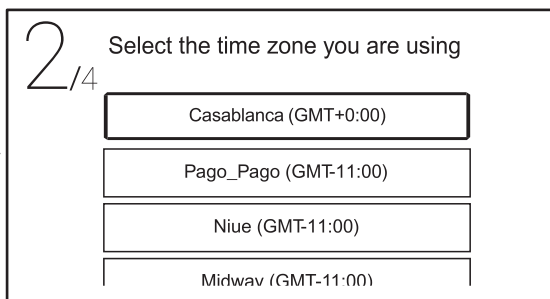 2/4
Select the time zone you are using
Casablanca (GMT+0:00)
Pago_Pago (GMT-11:00)
Niue (GMT-11:00)
Midway (GMT-11:00)